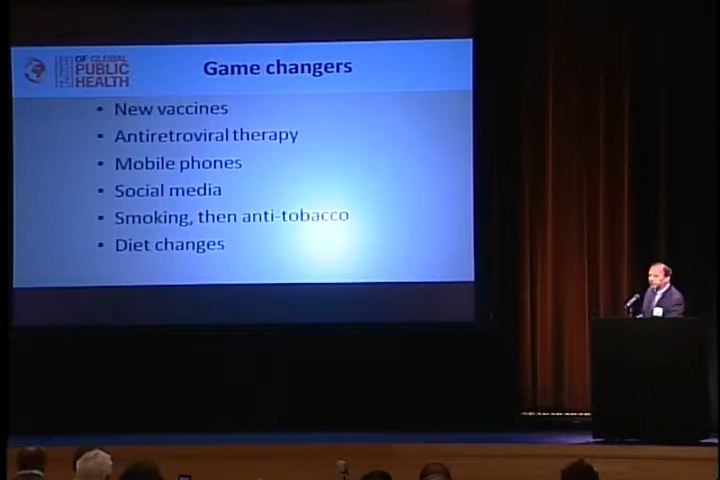 OF GLOBAL
PUBLIC
HEALTH
Game changers
• New vaccines
• Antiretroviral therapy
• Mobile phones
• Social media
• Smoking, then anti-tobacco
• Diet changes